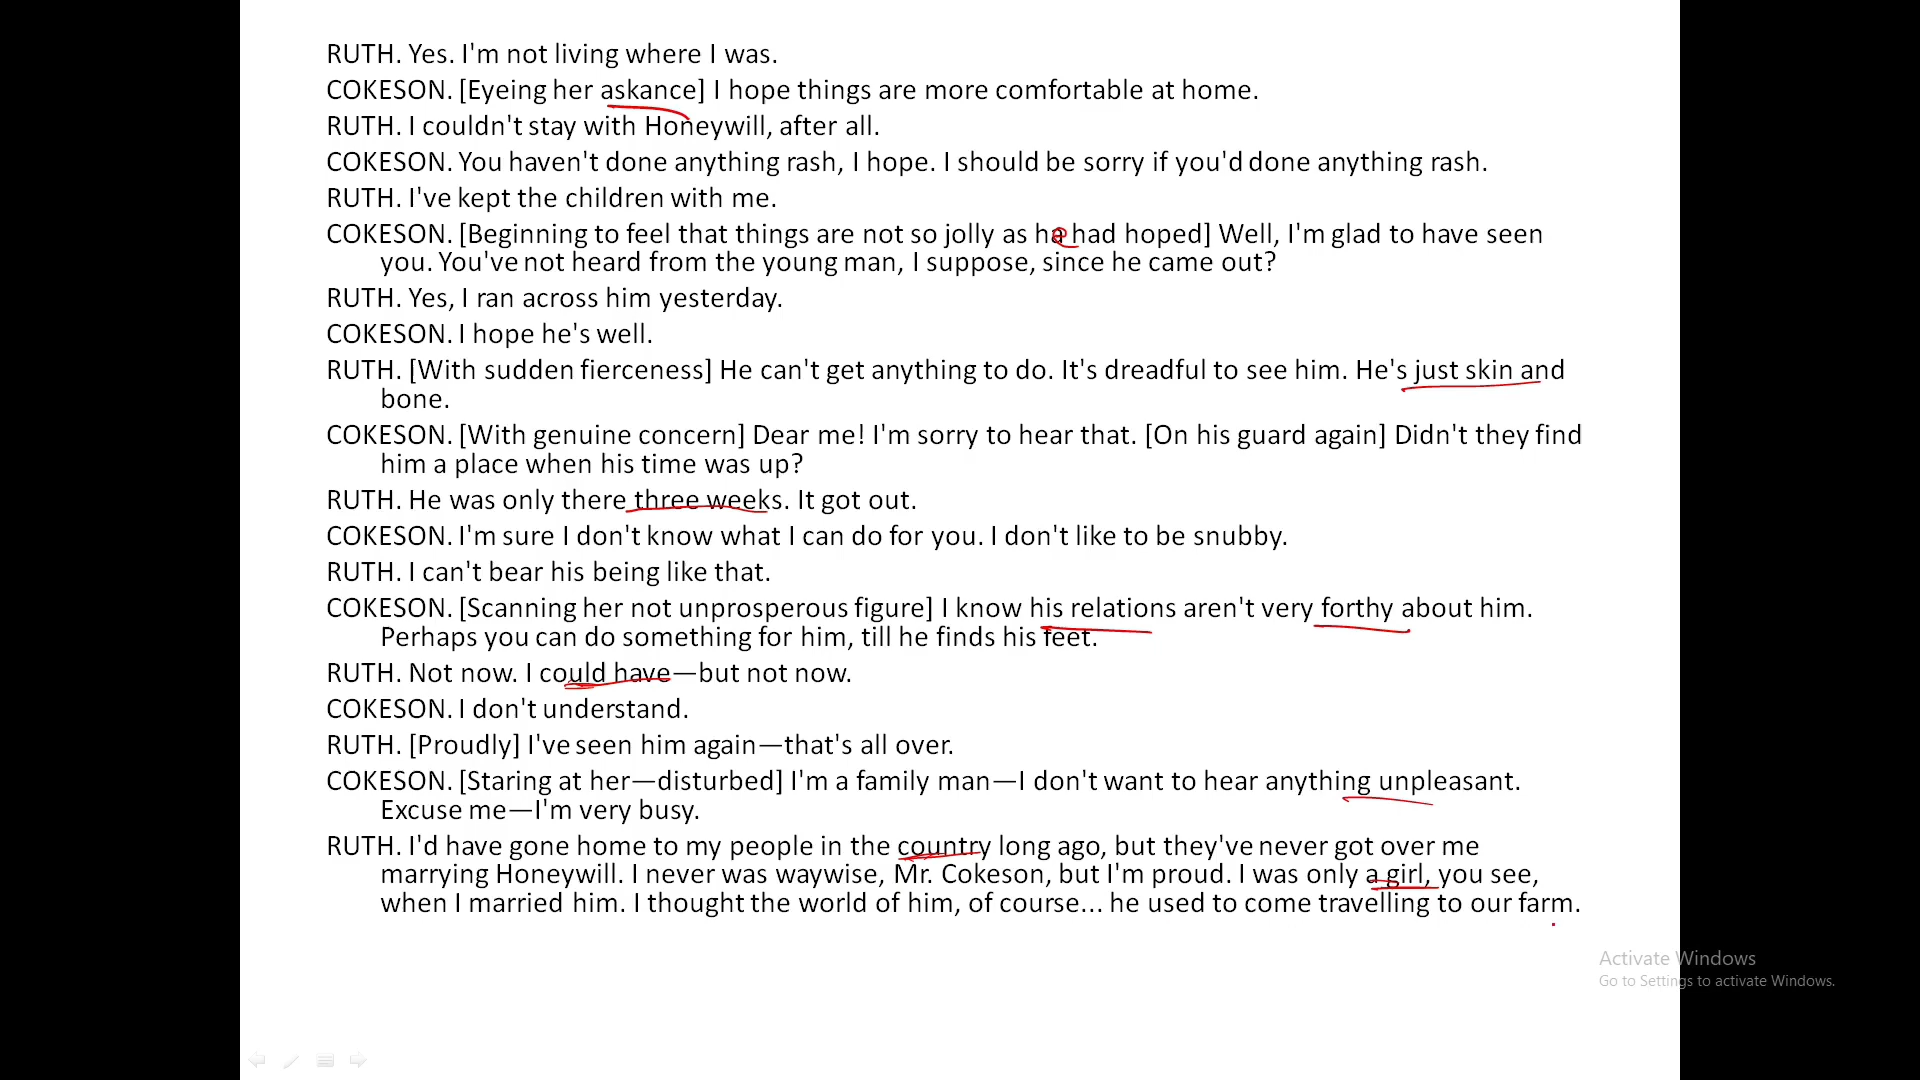 RUTH. Yes. I'm not living where I was.
COKESON. [Eyeing her askance] I hope things are more comfortable at home.
RUTH. I couldn't stay with Honeywill, after all.
COKESON. You haven't done anything rash, I hope. I should be sorry if you'd done anything rash.
RUTH. I've kept the children with me.
COKESON. [Beginning to feel that things are not so jolly as he had hoped] Well, I'm glad to have seen
you. You've not heard from the young man, I suppose, since he came out?
RUTH. Yes, I ran across him yesterday.
COKESON. I hope he's well.
RUTH. [With sudden fierceness] He can't get anything to do. It's dreadful to see him. He's just skin and
bone.
COKESON. [With genuine concern] Dear me! I'm sorry to hear that. [On his guard again] Didn't they find
him a place when his time was up?
RUTH. He was only there three weeks. It got out.
COKESON. I'm sure I don't know what I can do for you. I don't like to be snubby.
RUTH. I can't bear his being like that.
COKESON. [Scanning her not unprosperous figure] I know his relations aren't very forthy about him.
Perhaps you can do something for him, till he finds his feet.
RUTH. Not now. I could have—but not now.
COKESON. I don't understand.
RUTH. [Proudly] I've seen him again—that's all over.
COKESON. [Staring at her—disturbed] I'm a family man—I don't want to hear anything unpleasant.
Excuse me—I'm very busy.
RUTH. I'd have gone home to my people in the country long ago, but they've never got over me
marrying Honeywill. I never was waywise, Mr. Cokeson, but I'm proud. I was only a girl, you see,
when I married him. I thought the world of him, of course... he used to come travelling to our farm.
Activate Windows
Go to Settings to activate Windows.